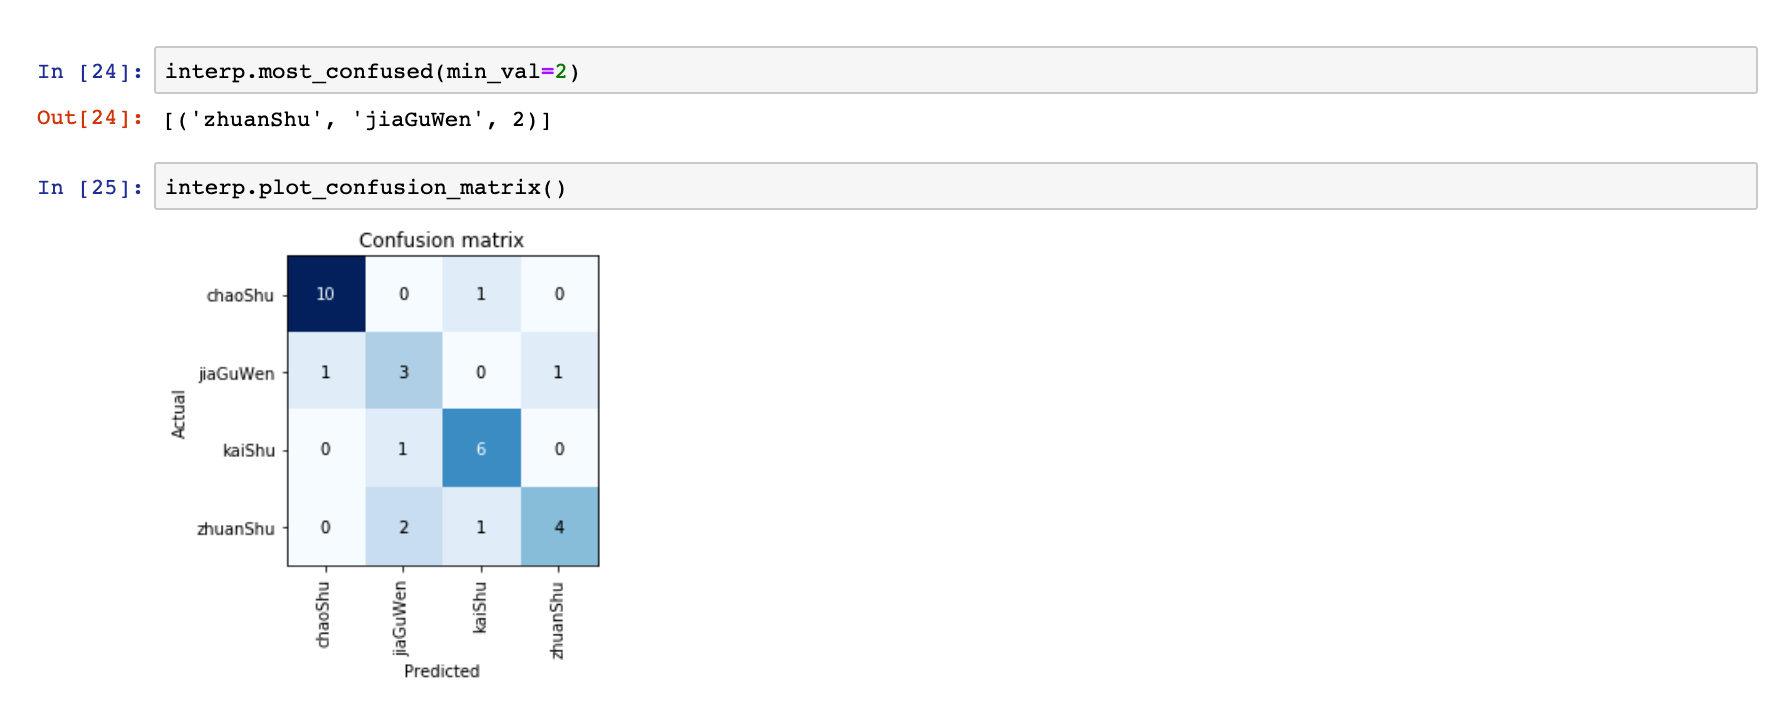 In [24]: interp.most_confused(min_val=2)
Out[24]: [('zhuanShu', 'jiaGuWen', 2)]
In [25]: interp.plot_confusion_matrix()
Confusion matrix
chaoShu 10 0 1 0
jiaGuWen 1 3 0 1
kaiShu 0 1 6 0
zhuanShu 0 2 1 4
Actual
chaoShu jiaGuWen kaiShu zhuanShu
Predicted